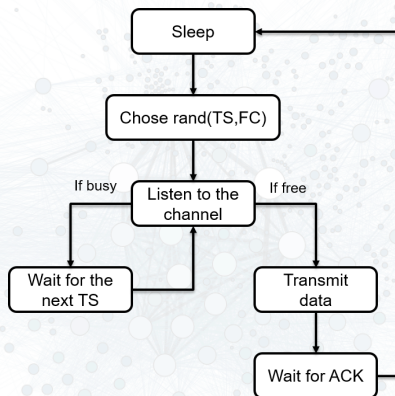 Sleep
Chose rand(TS,FC)
If busy
Listen to the
channel
If free
Wait for the
next TS
Transmit
data
Wait for ACK